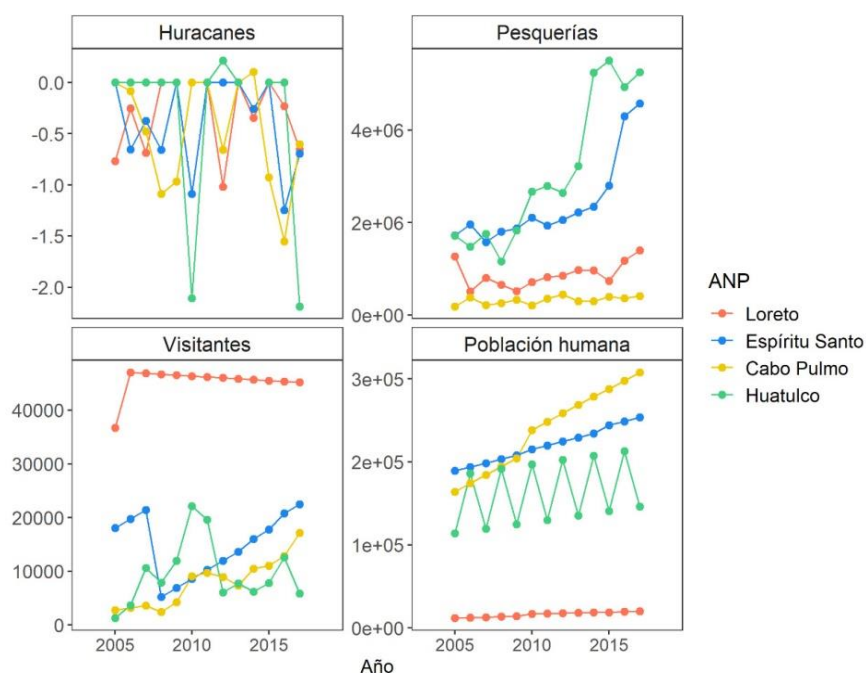 Huracanes
Pesquerías
0.0
-0.5
-1.0
-1.5
-2.0
4e+06
2e+06
0e+00
Visitantes
Población humana
40000
30000
20000
10000
0
3e+05
2e+05
1e+05
0e+00
2005 2010 2015
2005 2010 2015
Año
ANP
Loreto
Espíritu Santo
Cabo Pulmo
Huatulco